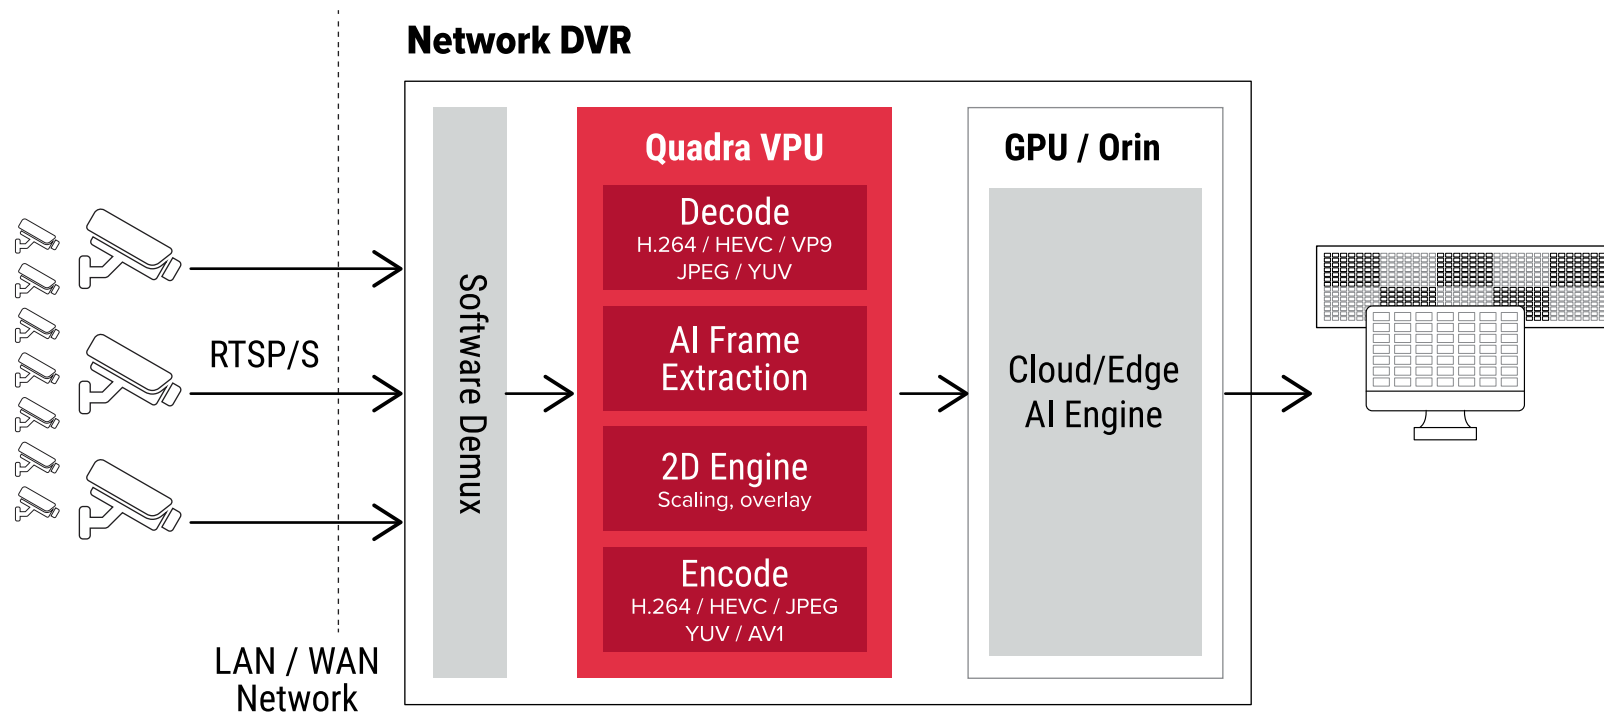 Network DVR
RTSP/S
LAN / WAN
Network
Software Demux
Quadra VPU
Decode
H.264 / HEVC / VP9
JPEG / YUV
AI Frame
Extraction
2D Engine
Scaling, overlay
Encode
H.264 / HEVC / JPEG
YUV / AV1
GPU / Orin
Cloud/Edge
AI Engine